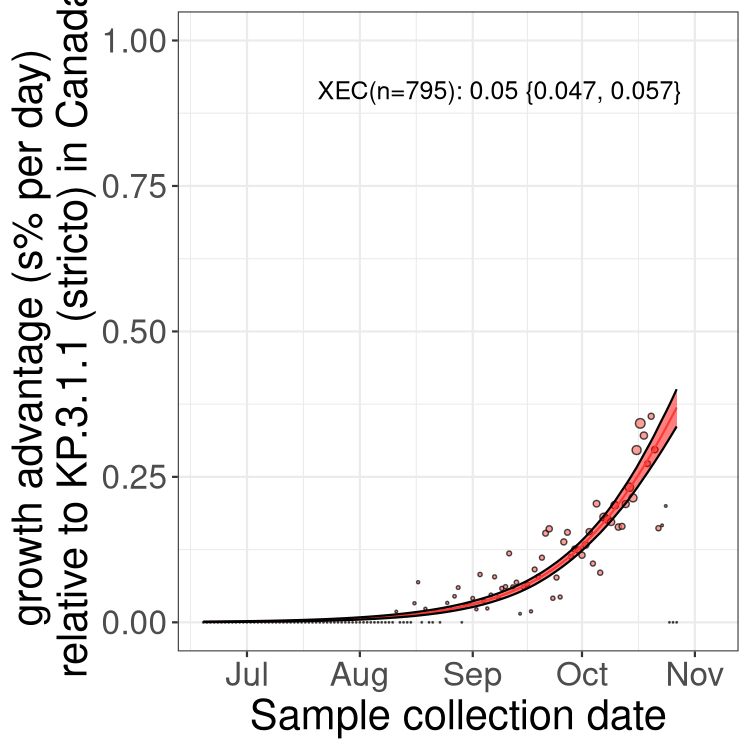 growth advantage (s% per day)
relative to KP.3.1.1 (stricto) in Canada
1.00
XEC(n=795): 0.05 {0.047, 0.057}
0.75
0.50
0.25
0.00
Jul Aug Sep Oct Nov
Sample collection date